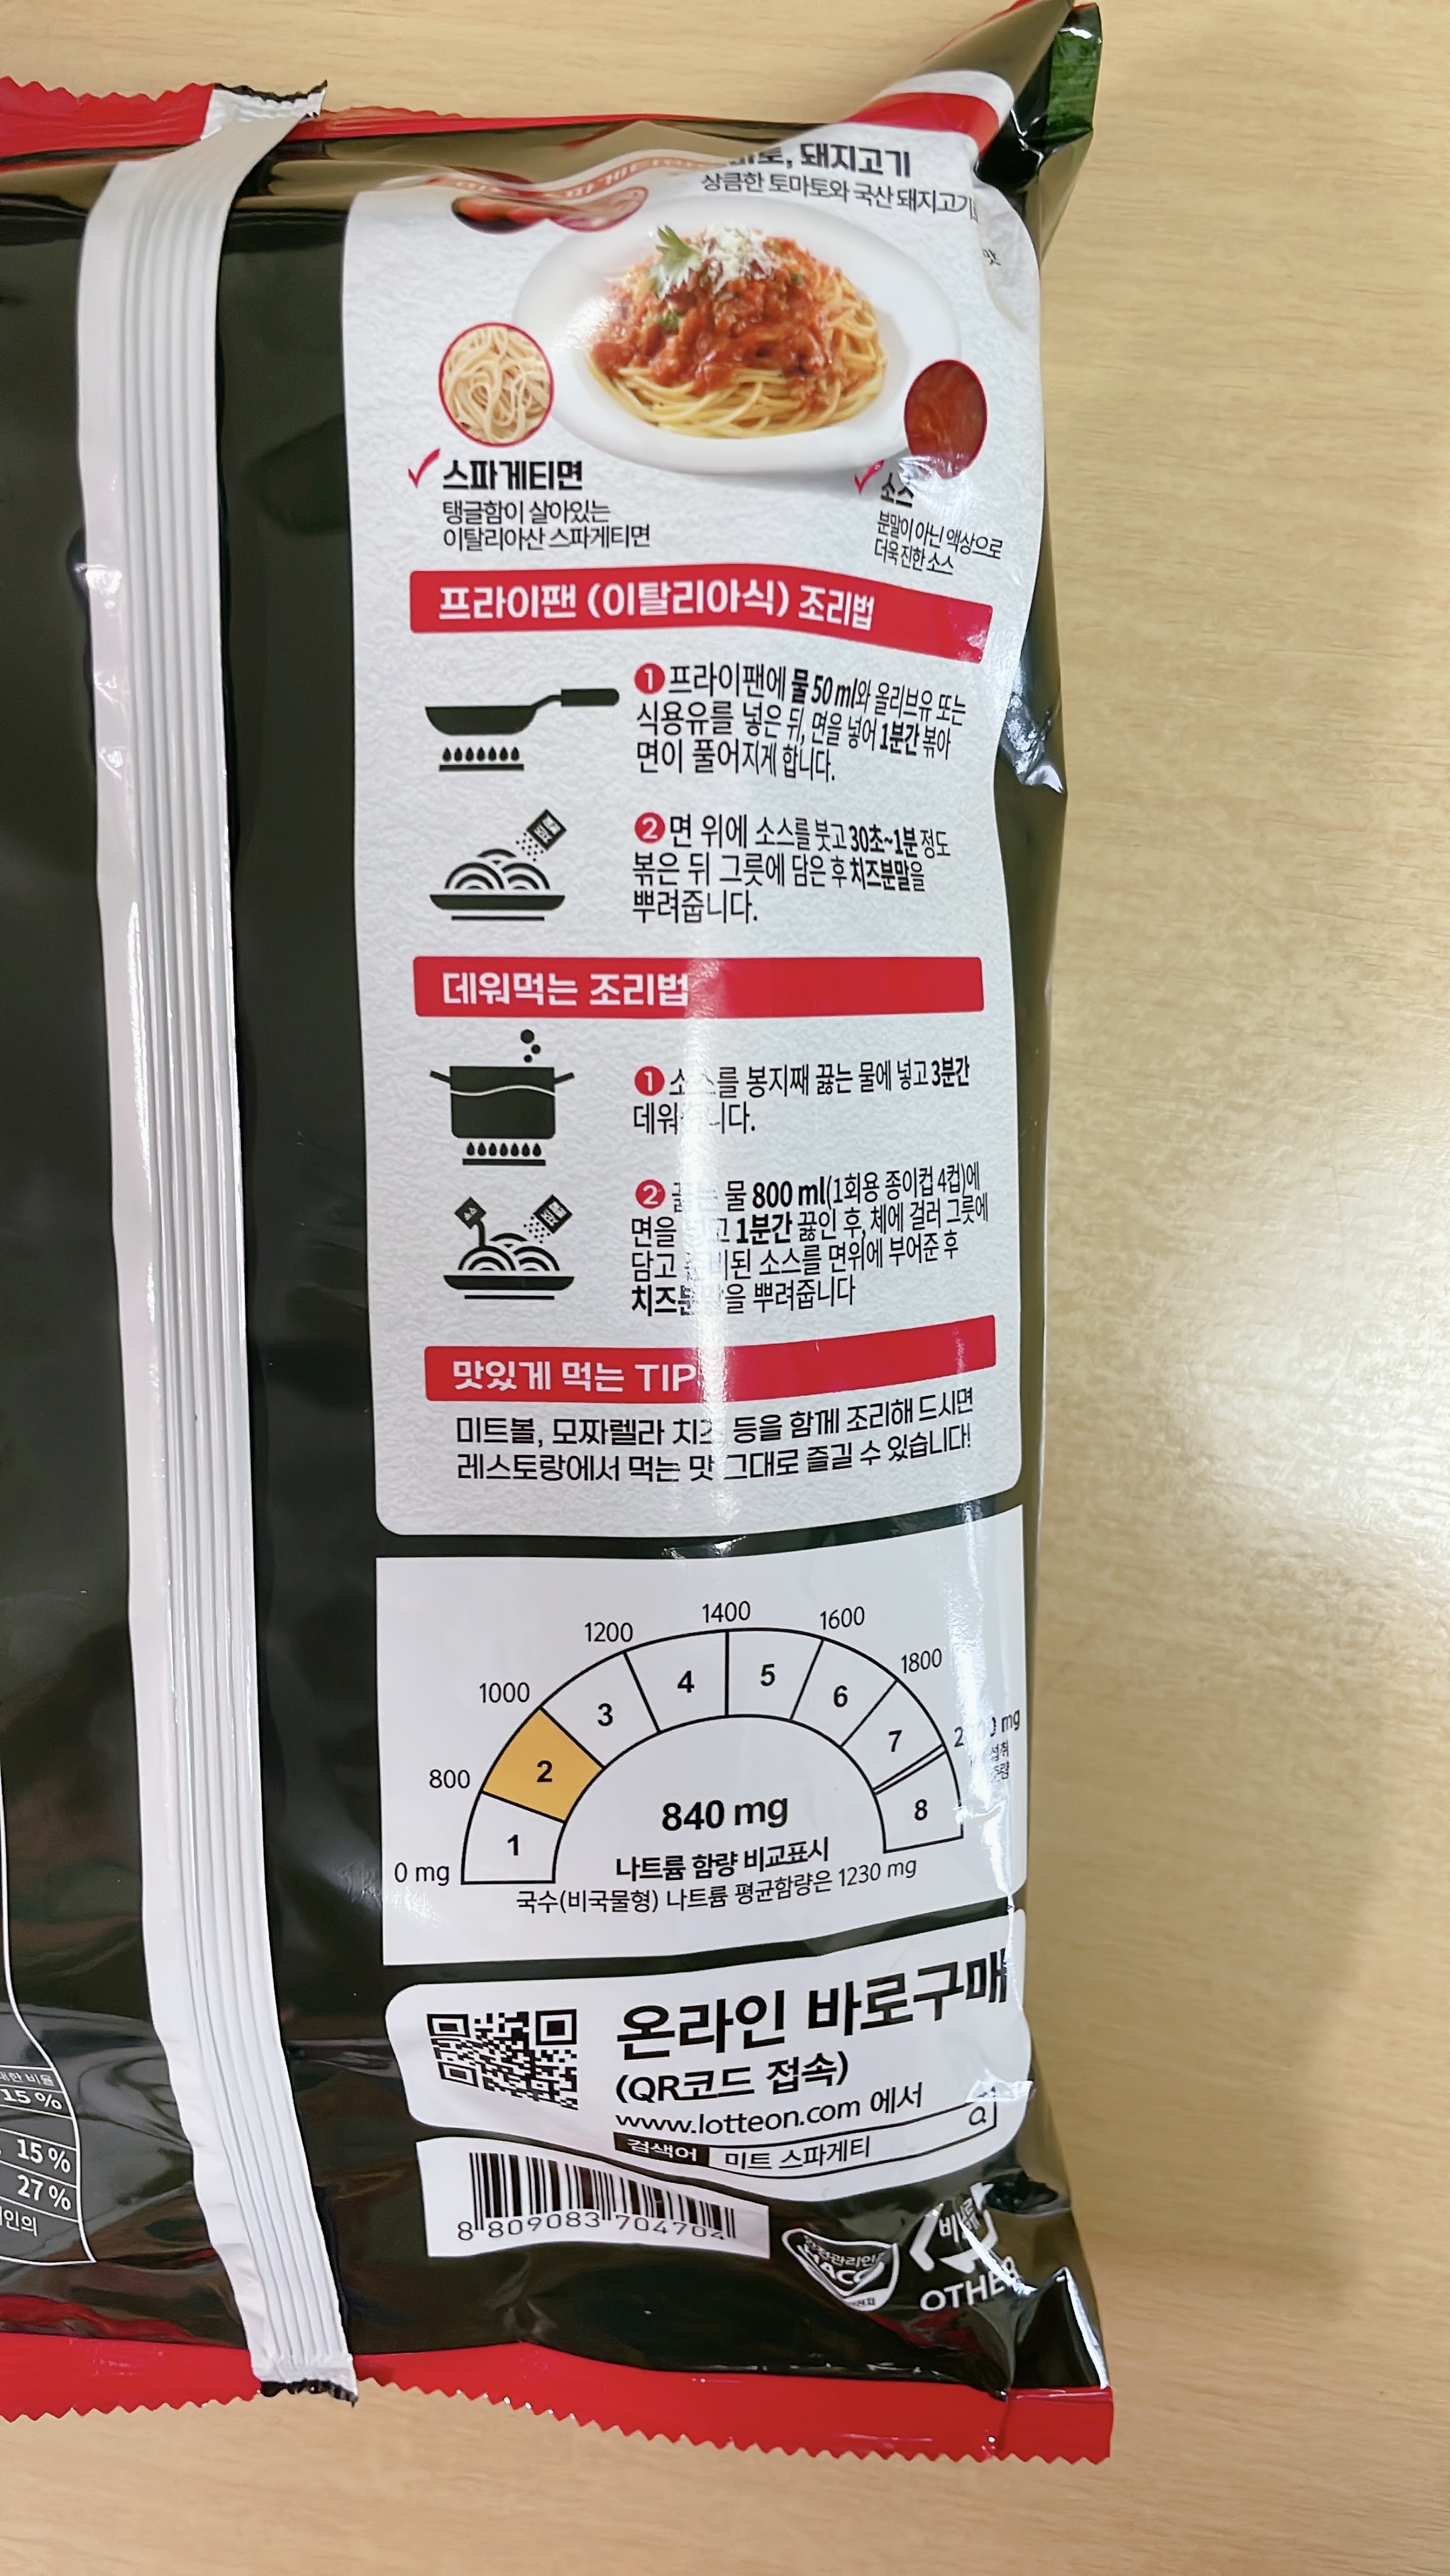 돼지고기
상큼한 토마토와 국산 돼지고기
맛
스파게티면
탱글함이 살아있는
이탈리아산 스파게티면
소스
분말이 아닌 액상으로
더욱 진한 소스
프라이팬 (이탈리아식) 조리법
1 프라이팬에 물 50 ml와 올리브유 또는
식용유를 넣은 뒤, 면을 넣어 1분간 볶아
면이 풀어지게 합니다.
2 면 위에 소스를 붓고 30초~1분 정도
볶은 뒤 그릇에 담은 후 치즈분말을
뿌려줍니다.
데워먹는 조리법
1 소스를 봉지째 끓는 물에 넣고 3분간
2 끓는 물 800 ml(1회용 종이컵 4컵)에
면을 넣고 1분간 끓인 후, 체에 걸러 그릇에
담고 준비된 소스를 면위에 부어준 후
치즈분말을 뿌려줍니다
맛있게 먹는 TIP
미트볼, 모짜렐라 치즈 등을 함께 조리해 드시면
레스토랑에서 먹는 맛 그대로 즐길 수 있습니다!
0 mg
800
1000
1200
1400
1600
1800
2000 mg
1
2
3
4
5
6
7
8
840 mg
나트륨 함량 비교표시
국수(비국물형) 나트륨 평균함량은 1230 mg
온라인 바로구매
(QR코드 접속)
www.lotteon.com 에서
검색어 미트 스파게티
8 809083 704704
비율
15 %
15 %
27 %
OTHER